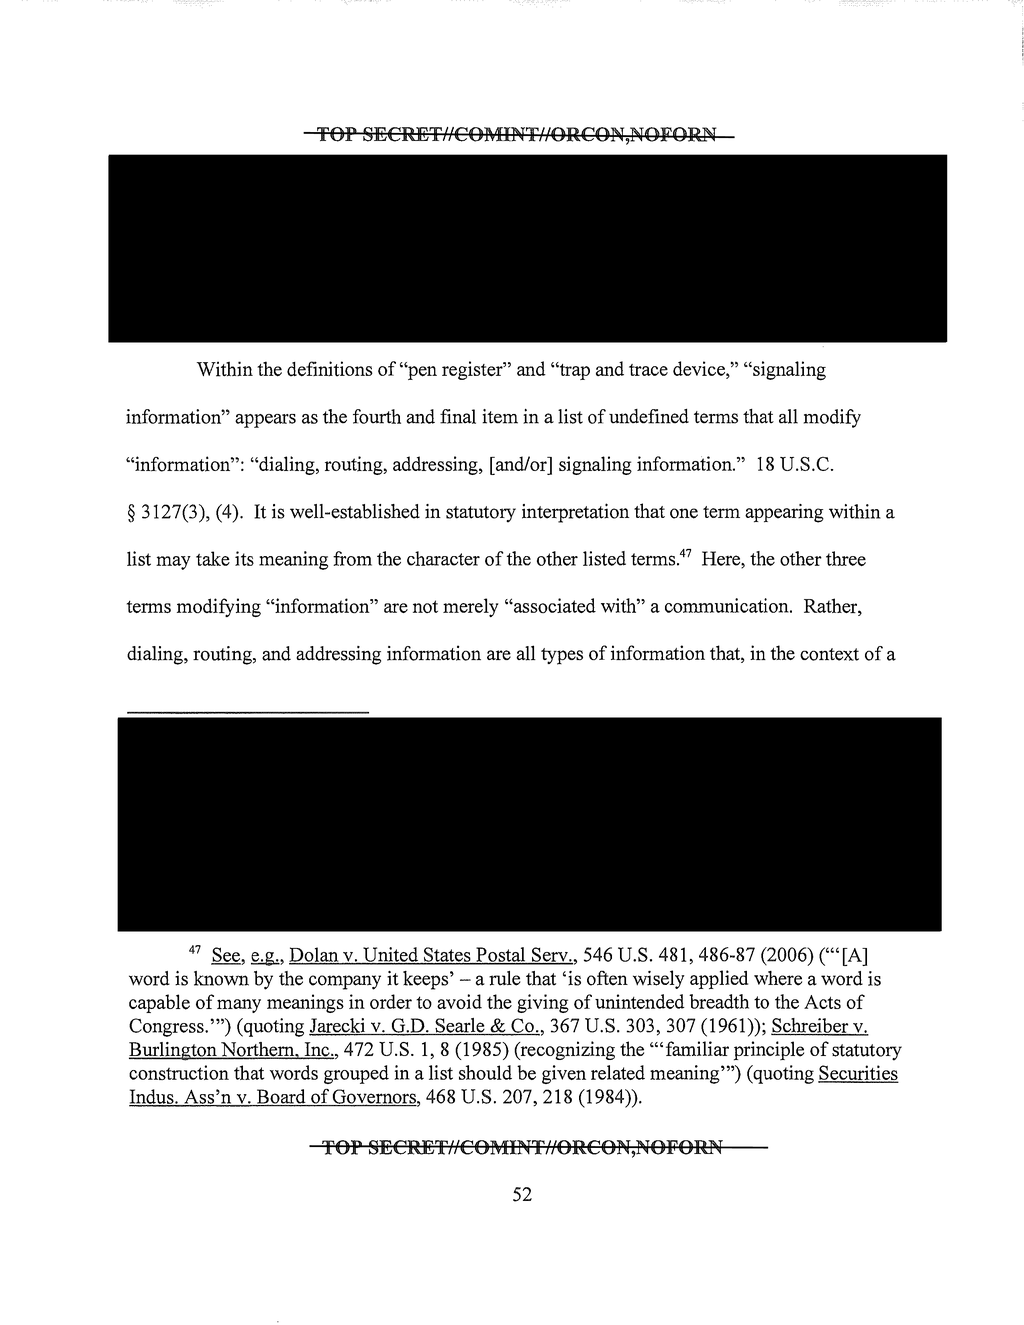 TOP SECRET//COMINT//ORCON,NOFORN
Within the definitions of “pen register” and “trap and trace device,” “signaling
information” appears as the fourth and final item in a list of undefined terms that all modify
“information”: “dialing, routing, addressing, [and/or] signaling information.” 18 U.S.C.
§ 3127(3), (4). It is well-established in statutory interpretation that one term appearing within a
list may take its meaning from the character of the other listed terms.47 Here, the other three
terms modifying “information” are not merely “associated with” a communication. Rather,
dialing, routing, and addressing information are all types of information that, in the context of a
47 See, e.g., Dolan v. United States Postal Serv., 546 U.S. 481, 486-87 (2006) (“‘[A]
word is known by the company it keeps’ – a rule that ‘is often wisely applied where a word is
capable of many meanings in order to avoid the giving of unintended breadth to the Acts of
Congress.’”) (quoting Jarecki v. G.D. Searle & Co., 367 U.S. 303, 307 (1961)); Schreiber v.
Burlington Northern, Inc., 472 U.S. 1, 8 (1985) (recognizing the “‘familiar principle of statutory
construction that words grouped in a list should be given related meaning’”) (quoting Securities
Indus. Ass’n v. Board of Governors, 468 U.S. 207, 218 (1984)).
TOP SECRET//COMINT//ORCON,NOFORN
52